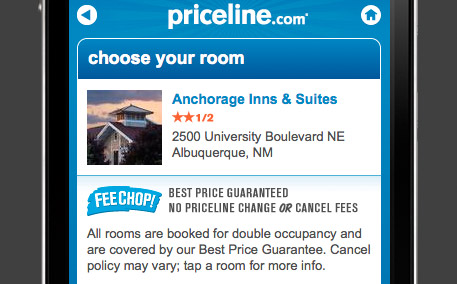 priceline.com®
choose your room
Anchorage Inns & Suites
★★1/2
2500 University Boulevard NE
Albuquerque, NM
FEE CHOP!
BEST PRICE GUARANTEED
NO PRICELINE CHANGE OR CANCEL FEES
All rooms are booked for double occupancy and
are covered by our Best Price Guarantee. Cancel
policy may vary; tap a room for more info.